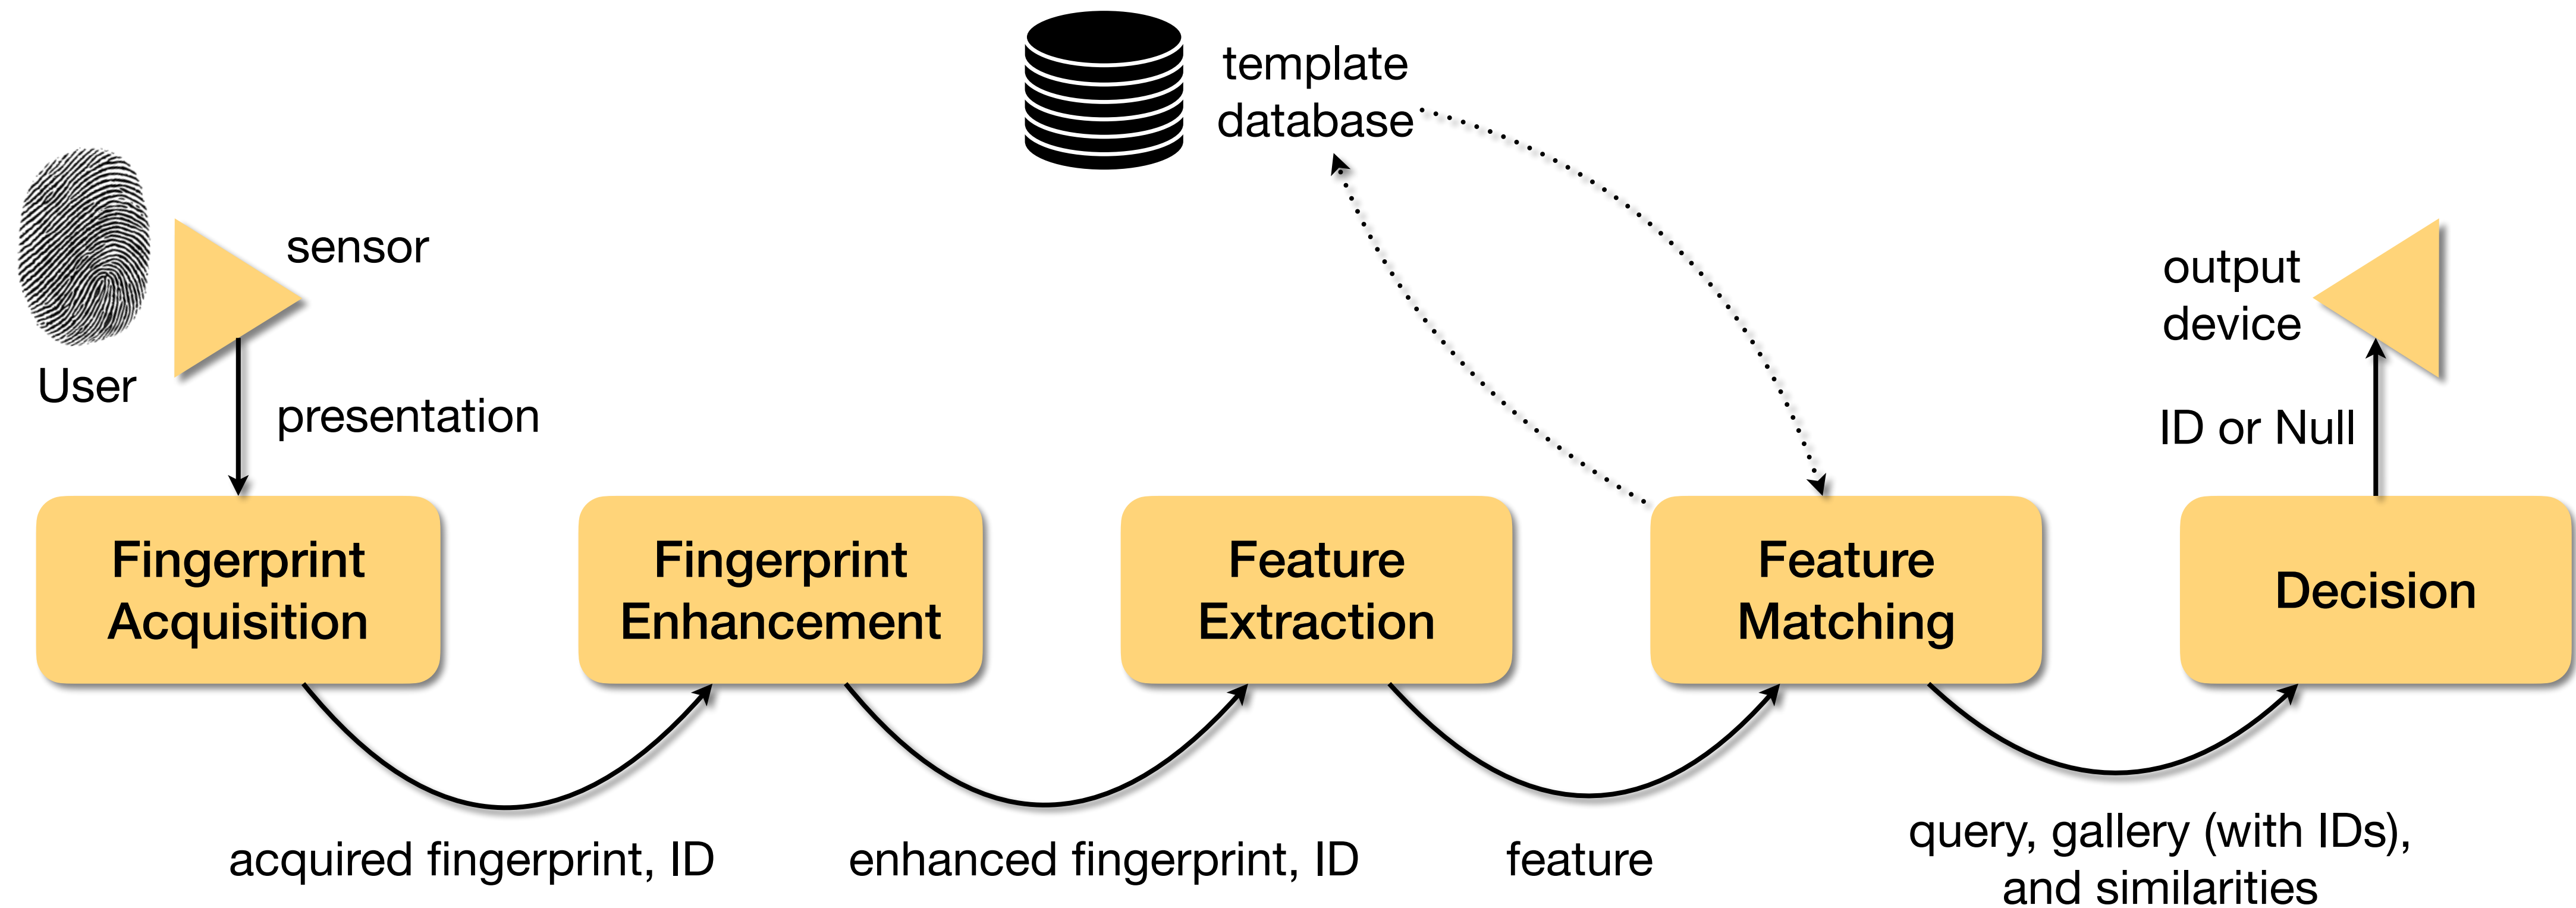 template
database
sensor
User
presentation
output
device
ID or Null
Fingerprint
Acquisition
Fingerprint
Enhancement
Feature
Extraction
Feature
Matching
Decision
acquired fingerprint, ID
enhanced fingerprint, ID
feature
query, gallery (with IDs),
and similarities